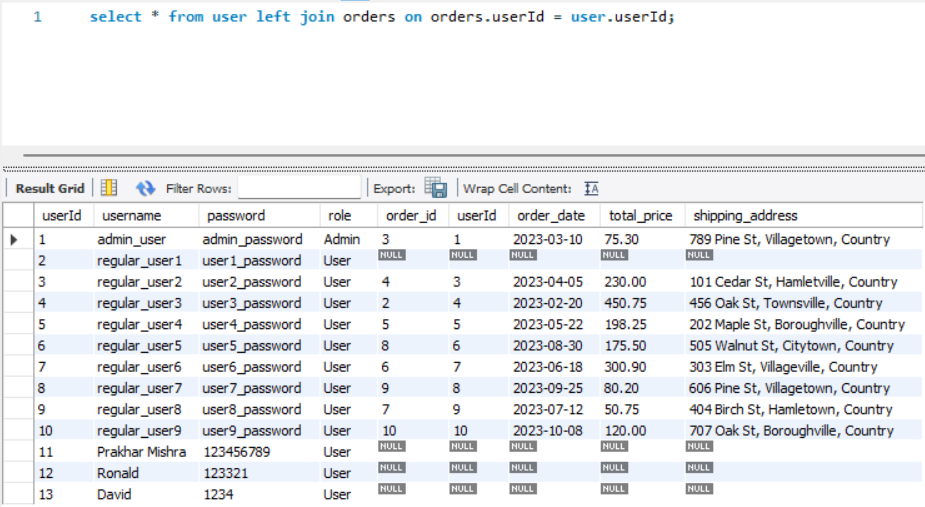 1 select * from user left join orders on orders.userId = user.userId;
Result Grid Filter Rows: Export: Wrap Cell Content: IA
userId username password role order_id userId order_date total_price shipping_address
1 admin_user admin_password Admin 3 1 2023-03-10 75.30 789 Pine St, Villagetown, Country
2 regular_user1 user1_password User NULL NULL NULL NULL NULL
3 regular_user2 user2_password User 4 3 2023-04-05 230.00 101 Cedar St, Hamletville, Country
4 regular_user3 user3_password User 2 4 2023-02-20 450.75 456 Oak St, Townsville, Country
5 regular_user4 user4_password User 5 5 2023-05-22 198.25 202 Maple St, Boroughville, Country
6 regular_user5 user5_password User 8 6 2023-08-30 175.50 505 Walnut St, Citytown, Country
7 regular_user6 user6_password User 6 7 2023-06-18 300.90 303 Elm St, Villageville, Country
8 regular_user7 user7_password User 9 8 2023-09-25 80.20 606 Pine St, Villagetown, Country
9 regular_user8 user8_password User 7 9 2023-07-12 50.75 404 Birch St, Hamletown, Country
10 regular_user9 user9_password User 10 10 2023-10-08 120.00 707 Oak St, Boroughville, Country
11 Prakhar Mishra 123456789 User NULL NULL NULL NULL NULL
12 Ronald 123321 User NULL NULL NULL NULL NULL
13 David 1234 User NULL NULL NULL NULL NULL